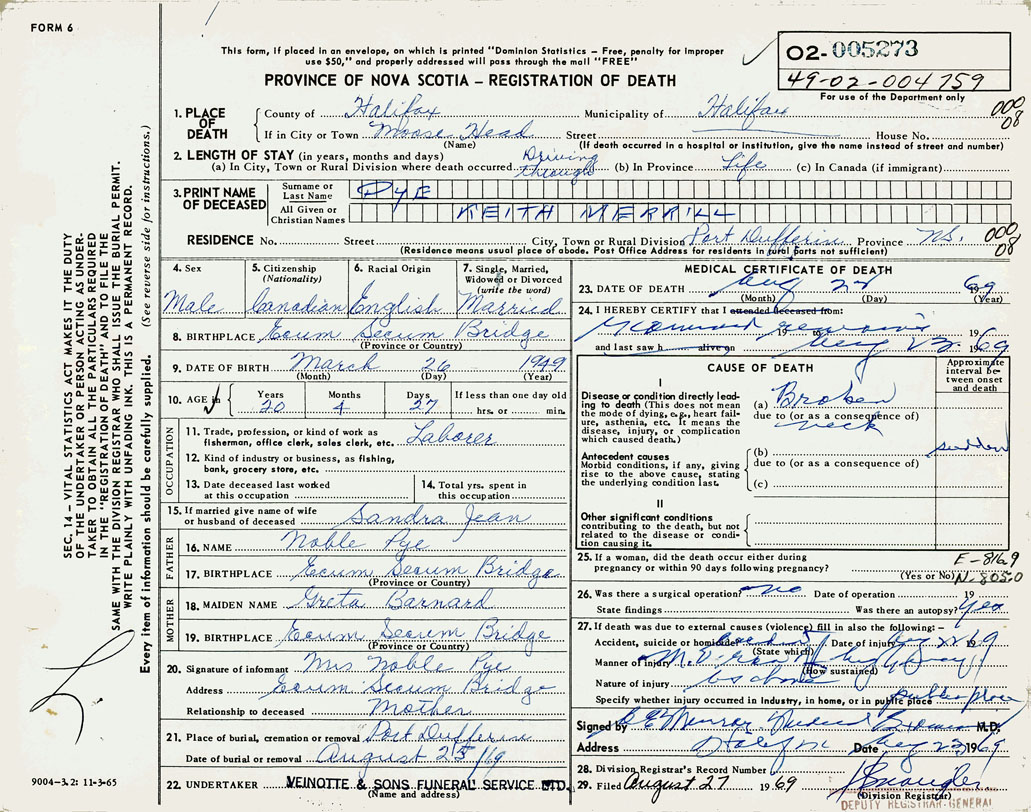 FORM 6
This form, if placed in an envelope, on which is printed "Dominion Statistics – Free, penalty for improper
use $50," and properly addressed will pass through the mail "FREE"
PROVINCE OF NOVA SCOTIA – REGISTRATION OF DEATH
02-005273
49-02-004759
For use of the Department only
000
08
1. PLACE OF DEATH
County of Halifax Municipality of Halifax
If in City or Town Moose Head Street House No.
(Name) (If death occurred in a hospital or institution, give the name instead of street and number)
2. LENGTH OF STAY (in years, months and days)
(a) In City, Town or Rural Division where death occurred Driving through (b) In Province Life (c) In Canada (if immigrant)
3. PRINT NAME OF DECEASED
Surname or Last Name PYE
All Given or Christian Names KEITH MERRILL
RESIDENCE No. Street City, Town or Rural Division Port Dufferin Province N.S.
000
08
(Residence means usual place of abode. Post Office Address for residents in rural parts not sufficient)
4. Sex Male
5. Citizenship (Nationality) Canadian
6. Racial Origin English
7. Single, Married, Widowed or Divorced (write the word) Married
8. BIRTHPLACE Ecum Secum Bridge
(Province or Country)
9. DATE OF BIRTH March 26 1949
(Month) (Day) (Year)
10. AGE in Years 20 Months 4 Days 27 If less than one day old hrs. or min.
OCCUPATION
11. Trade, profession, or kind of work as fisherman, office clerk, sales clerk, etc. Laborer
12. Kind of industry or business, as fishing, bank, grocery store, etc.
13. Date deceased last worked at this occupation
14. Total yrs. spent in this occupation
15. If married give name of wife or husband of deceased Sandra Jean
FATHER
16. NAME Noble Pye
17. BIRTHPLACE Ecum Secum Bridge
(Province or Country)
MOTHER
18. MAIDEN NAME Greta Barnard
19. BIRTHPLACE Ecum Secum Bridge
(Province or Country)
20. Signature of informant Mrs Noble Pye
Address Ecum Secum Bridge
Relationship to deceased Mother
21. Place of burial, cremation or removal Port Dufferin
Date of burial or removal August 25/69
22. UNDERTAKER VEINOTTE & SONS FUNERAL SERVICE LTD.
(Name and address)
MEDICAL CERTIFICATE OF DEATH
23. DATE OF DEATH Aug 22 1969
(Month) (Day) (Year)
24. I HEREBY CERTIFY that I attended deceased from:
19 to 19
and last saw h alive on Aug 23 1969
CAUSE OF DEATH
Approximate interval between onset and death
I
Disease or condition directly leading to death (This does not mean the mode of dying, e.g., heart failure, asthenia, etc. It means the disease, injury, or complication which caused death.)
(a) Broken neck
due to (or as a consequence of)
Antecedent causes
Morbid conditions, if any, giving rise to the above cause, stating the underlying condition last.
(b) sudden
due to (or as a consequence of)
(c)
II
Other significant conditions contributing to the death, but not related to the disease or condition causing it.
25. If a woman, did the death occur either during pregnancy or within 90 days following pregnancy?
(Yes or No)
E-816.9
N-805.0
26. Was there a surgical operation? no Date of operation 19
State findings Was there an autopsy? Yes
27. If death was due to external causes (violence) fill in also the following: –
Accident, suicide or homicide Accident Date of injury Aug 22 1969
(State which)
Manner of injury M.V. highway
(How sustained)
Nature of injury as above
Specify whether injury occurred in Industry, in home, or in public place public place
Signed by Medical M.D.
Address Halifax Date Aug 23 1969
28. Division Registrar's Record Number
29. Filed August 27 1969
(Division Registrar)
DEPUTY REGISTRAR-GENERAL
SEC. 14 – VITAL STATISTICS ACT MAKES IT THE DUTY
OF THE UNDERTAKER OR PERSON ACTING AS UNDER-
TAKER TO OBTAIN ALL THE PARTICULARS REQUIRED
IN THE "REGISTRATION OF DEATH" AND TO FILE THE
SAME WITH THE DIVISION REGISTRAR WHO SHALL ISSUE THE BURIAL PERMIT.
WRITE PLAINLY WITH UNFADING INK. THIS IS A PERMANENT RECORD.
Every item of information should be carefully supplied. (See reverse side for instructions.)
9004–3.2: 11-3-65